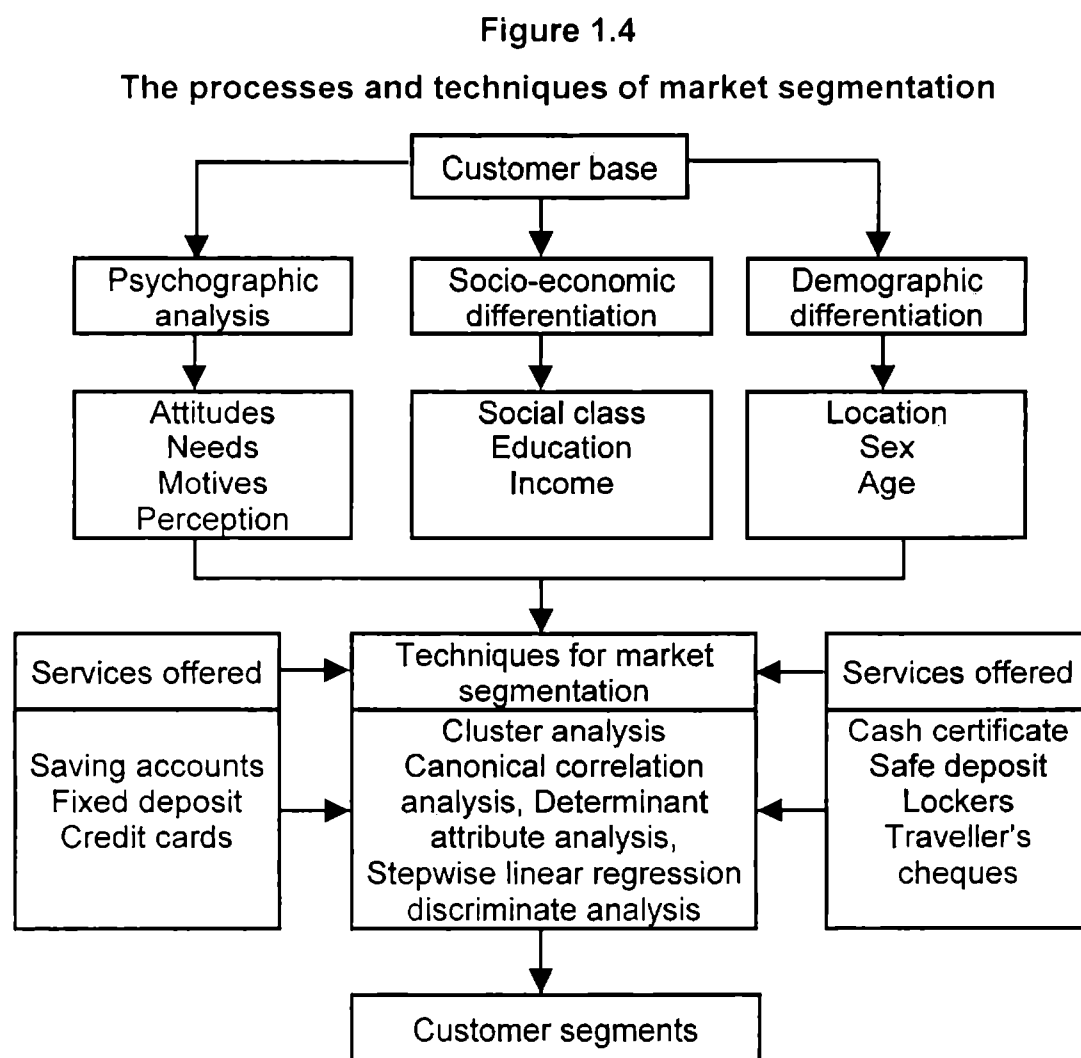 Figure 1.4
The processes and techniques of market segmentation
Customer base
Psychographic
analysis
Socio-economic
differentiation
Demographic
differentiation
Attitudes
Needs
Motives
Perception
Social class
Education
Income
Location
Sex
Age
Services offered
Saving accounts
Fixed deposit
Credit cards
Techniques for market
segmentation
Cluster analysis
Canonical correlation
analysis, Determinant
attribute analysis,
Stepwise linear regression
discriminate analysis
Services offered
Cash certificate
Safe deposit
Lockers
Traveller's
cheques
Customer segments